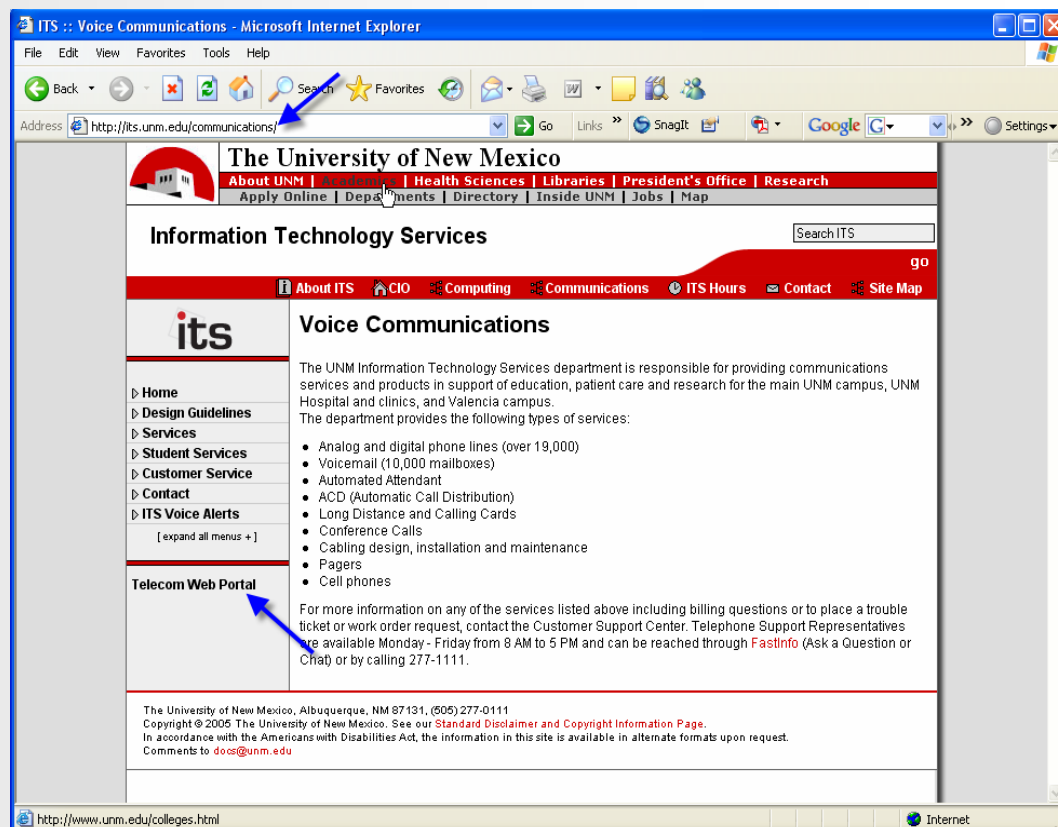 ITS :: Voice Communications - Microsoft Internet Explorer
File Edit View Favorites Tools Help
Back Search Favorites
Address http://its.unm.edu/communications/ Go Links » SnagIt Google G Settings
The University of New Mexico
About UNM | Academics | Health Sciences | Libraries | President's Office | Research
Apply Online | Departments | Directory | Inside UNM | Jobs | Map
Information Technology Services
Search ITS
go
About ITS CIO Computing Communications ITS Hours Contact Site Map
its
Home
Design Guidelines
Services
Student Services
Customer Service
Contact
ITS Voice Alerts
[ expand all menus + ]
Telecom Web Portal
Voice Communications
The UNM Information Technology Services department is responsible for providing communications
services and products in support of education, patient care and research for the main UNM campus, UNM
Hospital and clinics, and Valencia campus.
The department provides the following types of services:
• Analog and digital phone lines (over 19,000)
• Voicemail (10,000 mailboxes)
• Automated Attendant
• ACD (Automatic Call Distribution)
• Long Distance and Calling Cards
• Conference Calls
• Cabling design, installation and maintenance
• Pagers
• Cell phones
For more information on any of the services listed above including billing questions or to place a trouble
ticket or work order request, contact the Customer Support Center. Telephone Support Representatives
are available Monday - Friday from 8 AM to 5 PM and can be reached through FastInfo (Ask a Question or
Chat) or by calling 277-1111.
The University of New Mexico, Albuquerque, NM 87131, (505) 277-0111
Copyright © 2005 The University of New Mexico. See our Standard Disclaimer and Copyright Information Page.
In accordance with the Americans with Disabilities Act, the information in this site is available in alternate formats upon request.
Comments to docs@unm.edu
http://www.unm.edu/colleges.html Internet